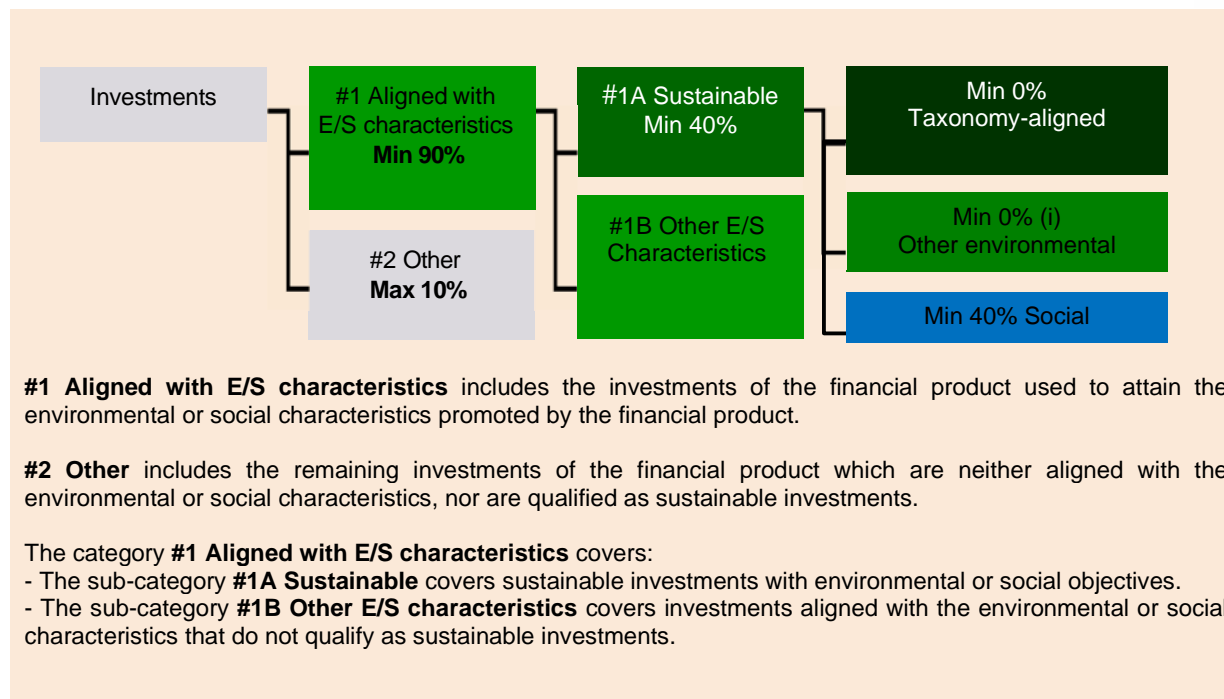 Investments
#1 Aligned with
E/S characteristics
Min 90%
#2 Other
Max 10%
#1A Sustainable
Min 40%
#1B Other E/S
Characteristics
Min 0%
Taxonomy-aligned
Min 0% (i)
Other environmental
Min 40% Social
#1 Aligned with E/S characteristics includes the investments of the financial product used to attain the
environmental or social characteristics promoted by the financial product.
#2 Other includes the remaining investments of the financial product which are neither aligned with the
environmental or social characteristics, nor are qualified as sustainable investments.
The category #1 Aligned with E/S characteristics covers:
- The sub-category #1A Sustainable covers sustainable investments with environmental or social objectives.
- The sub-category #1B Other E/S characteristics covers investments aligned with the environmental or social
characteristics that do not qualify as sustainable investments.